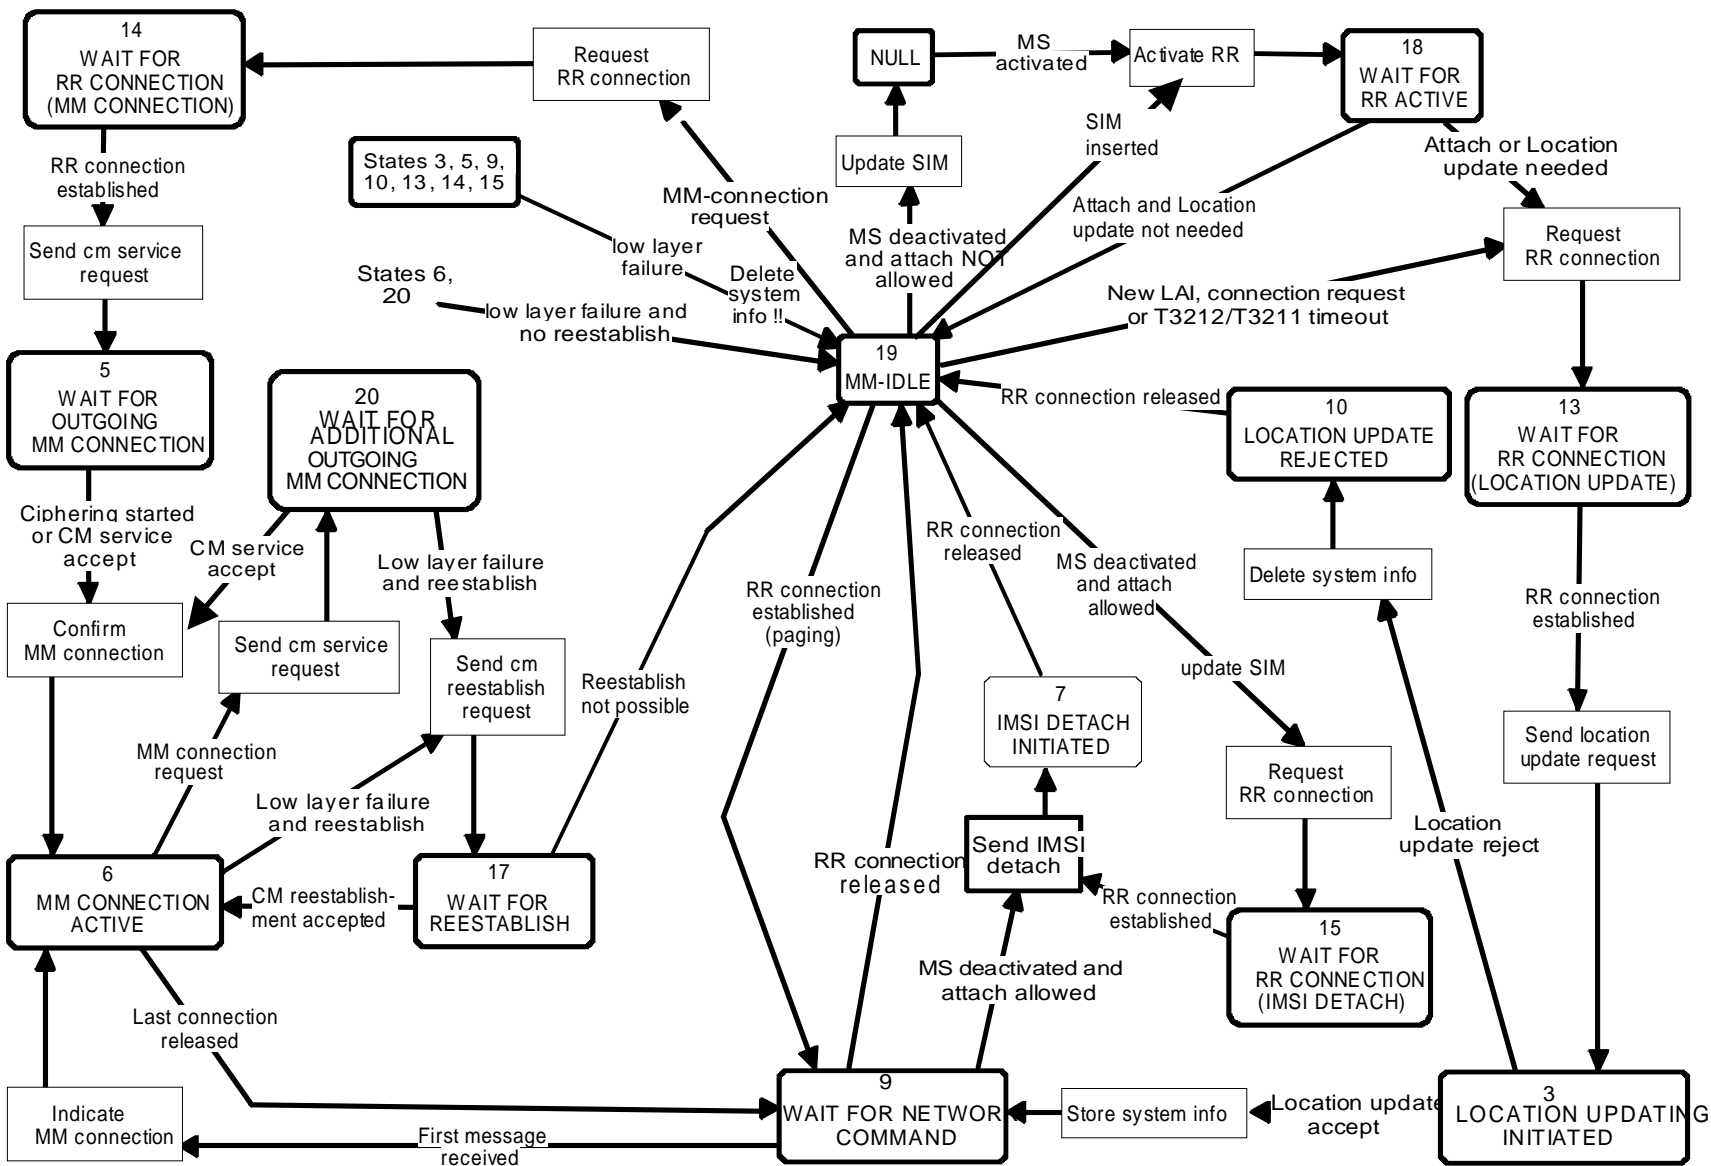 14
WAIT FOR
RR CONNECTION
(MM CONNECTION)
Request
RR connection
NULL
MS
activated
Activate RR
18
WAIT FOR
RR ACTIVE
RR connection
established
States 3, 5, 9,
10, 13, 14, 15
Update SIM
SIM
inserted
Attach or Location
update needed
MM-connection
request
Send cm service
request
low layer
failure
States 6,
20
Delete
system
info !!
MS deactivated
and attach NOT
allowed
Attach and Location
update not needed
Request
RR connection
low layer failure and
no reestablish
New LAI, connection request
or T3212/T3211 timeout
19
MM-IDLE
5
WAIT FOR
OUTGOING
MM CONNECTION
20
WAIT FOR
ADDITIONAL
OUTGOING
MM CONNECTION
RR connection released
10
LOCATION UPDATE
REJECTED
13
WAIT FOR
RR CONNECTION
(LOCATION UPDATE)
Ciphering started
or CM service
accept
CM service
accept
Low layer failure
and reestablish
RR connection
released
RR connection
established
(paging)
MS deactivated
and attach
allowed
Delete system info
RR connection
established
Confirm
MM connection
Send cm service
request
Send cm
reestablish
request
Reestablish
not possible
update SIM
7
IMSI DETACH
INITIATED
Send location
update request
MM connection
request
Low layer failure
and reestablish
Request
RR connection
Location
update reject
Send IMSI
detach
RR connection
released
6
MM CONNECTION
ACTIVE
CM reestablish-
ment accepted
17
WAIT FOR
REESTABLISH
RR connection
established
15
WAIT FOR
RR CONNECTION
(IMSI DETACH)
MS deactivated and
attach allowed
Last connection
released
Indicate
MM connection
First message
received
9
WAIT FOR NETWOR
COMMAND
Store system info
Location update
accept
3
LOCATION UPDATING
INITIATED